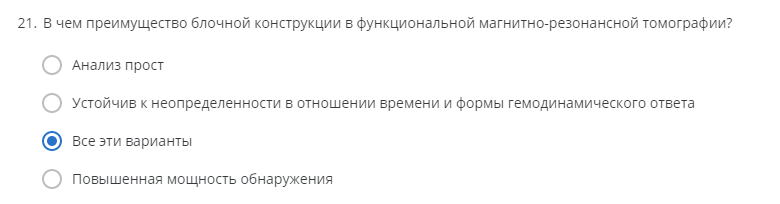 21. В чем преимущество блочной конструкции в функциональной магнитно-резонансной томографии?
Анализ прост
Устойчив к неопределенности в отношении времени и формы гемодинамического ответа
Все эти варианты
Повышенная мощность обнаружения